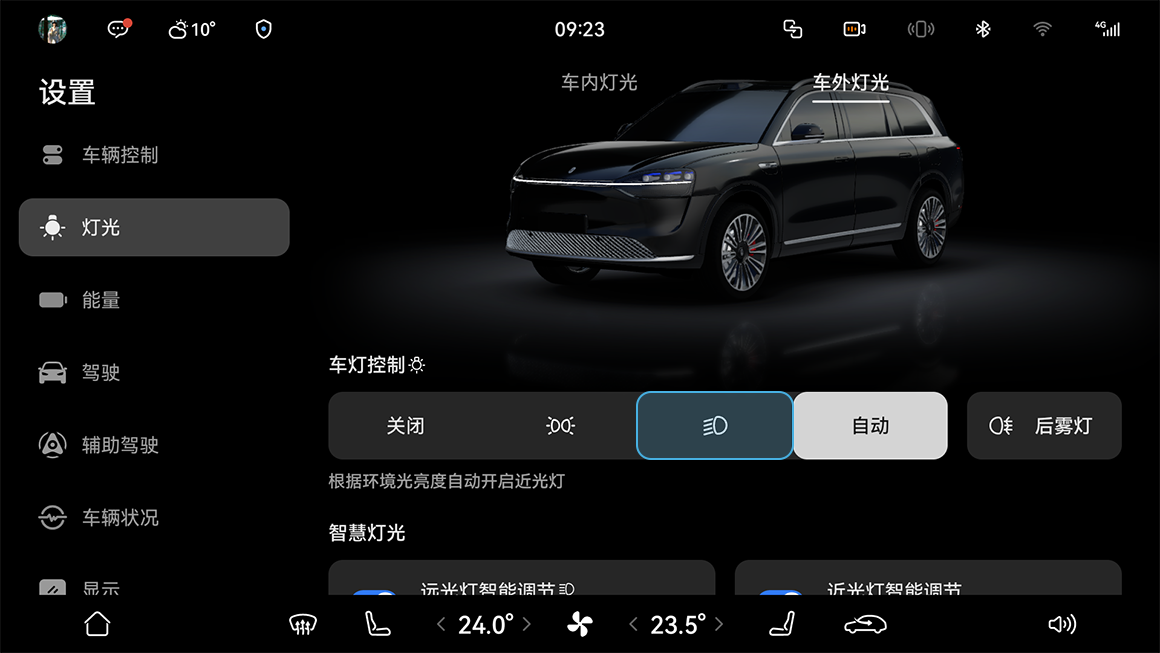 10°
09:23
4G
设置
车内灯光
车外灯光
车辆控制
灯光
能量
驾驶
辅助驾驶
车辆状况
显示
车灯控制
关闭
自动
后雾灯
根据环境光亮度自动开启近光灯
智慧灯光
远光灯智能调节
近光灯智能调节
24.0°
23.5°